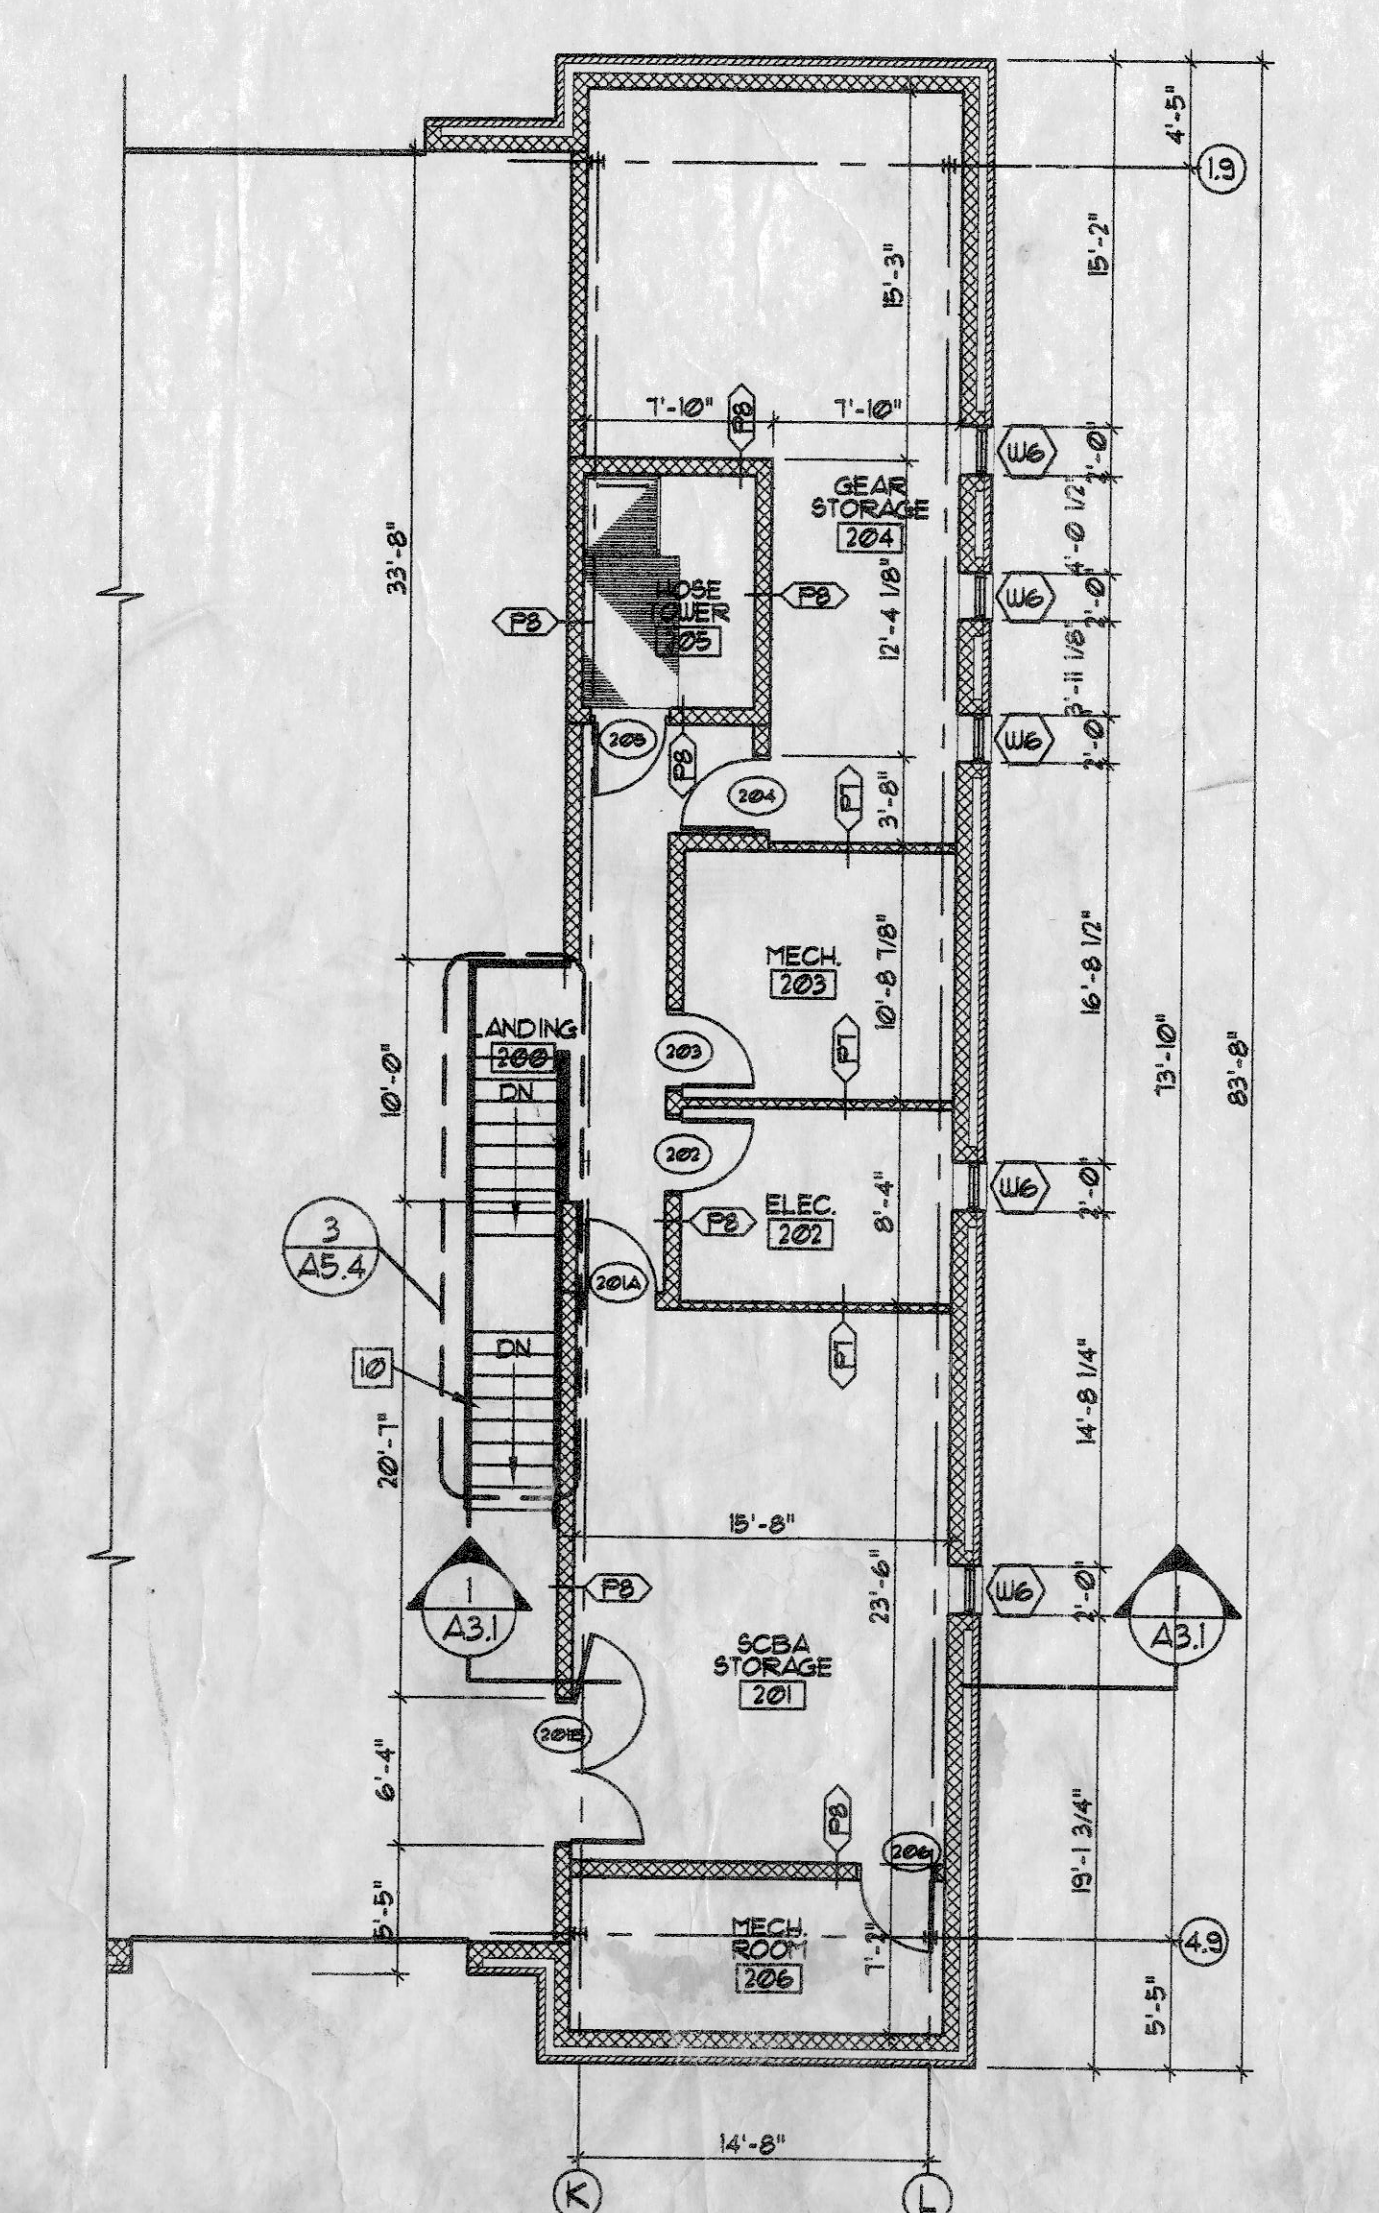 4'-5"
1.9
15'-2"
15'-3"
7'-10"
P8
7'-10"
W6
2'-0"
GEAR
STORAGE
204
4'-0 1/2"
33'-8"
HOSE
TOWER
205
P8
P8
12'-4 1/8"
W6
2'-0"
3'-11 1/8"
205
P8
W6
2'-0"
204
P7
3'-8"
MECH.
203
10'-8 7/8"
16'-8 1/2"
LANDING
200
DN
10'-0"
203
P7
73'-10"
83'-8"
202
W6
2'-0"
P8
ELEC.
202
8'-4"
3
A5.4
201A
10
DN
P7
14'-8 1/4"
20'-7"
15'-8"
P8
23'-6"
W6
2'-0"
1
A3.1
1
A3.1
SCBA
STORAGE
201
201B
6'-4"
P8
206
19'-1 3/4"
5'-5"
MECH.
ROOM
206
7'-2"
4.9
5'-5"
14'-8"
K
L